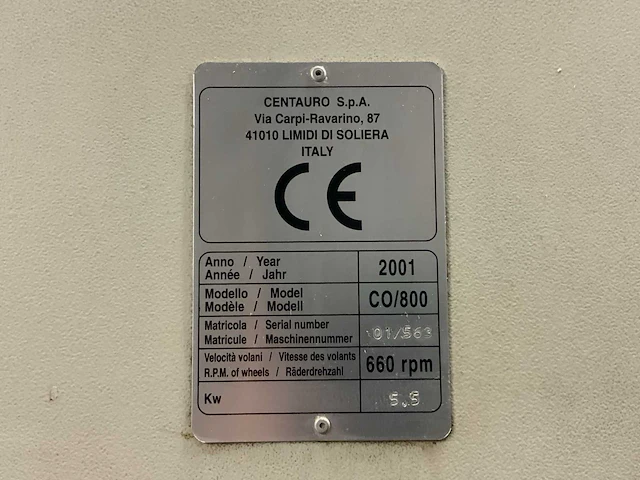 CENTAURO S.p.A.
Via Carpi-Ravarino, 87
41010 LIMIDI DI SOLIERA
ITALY
CE
Anno / Year
Année / Jahr
2001
Modello / Model
Modèle / Modell
CO/800
Matricola / Serial number
Matricule / Maschinennummer
01/563
Velocità volani / Vitesse des volants
R.P.M. of wheels / Räderdrehzahl
660 rpm
Kw
5.5